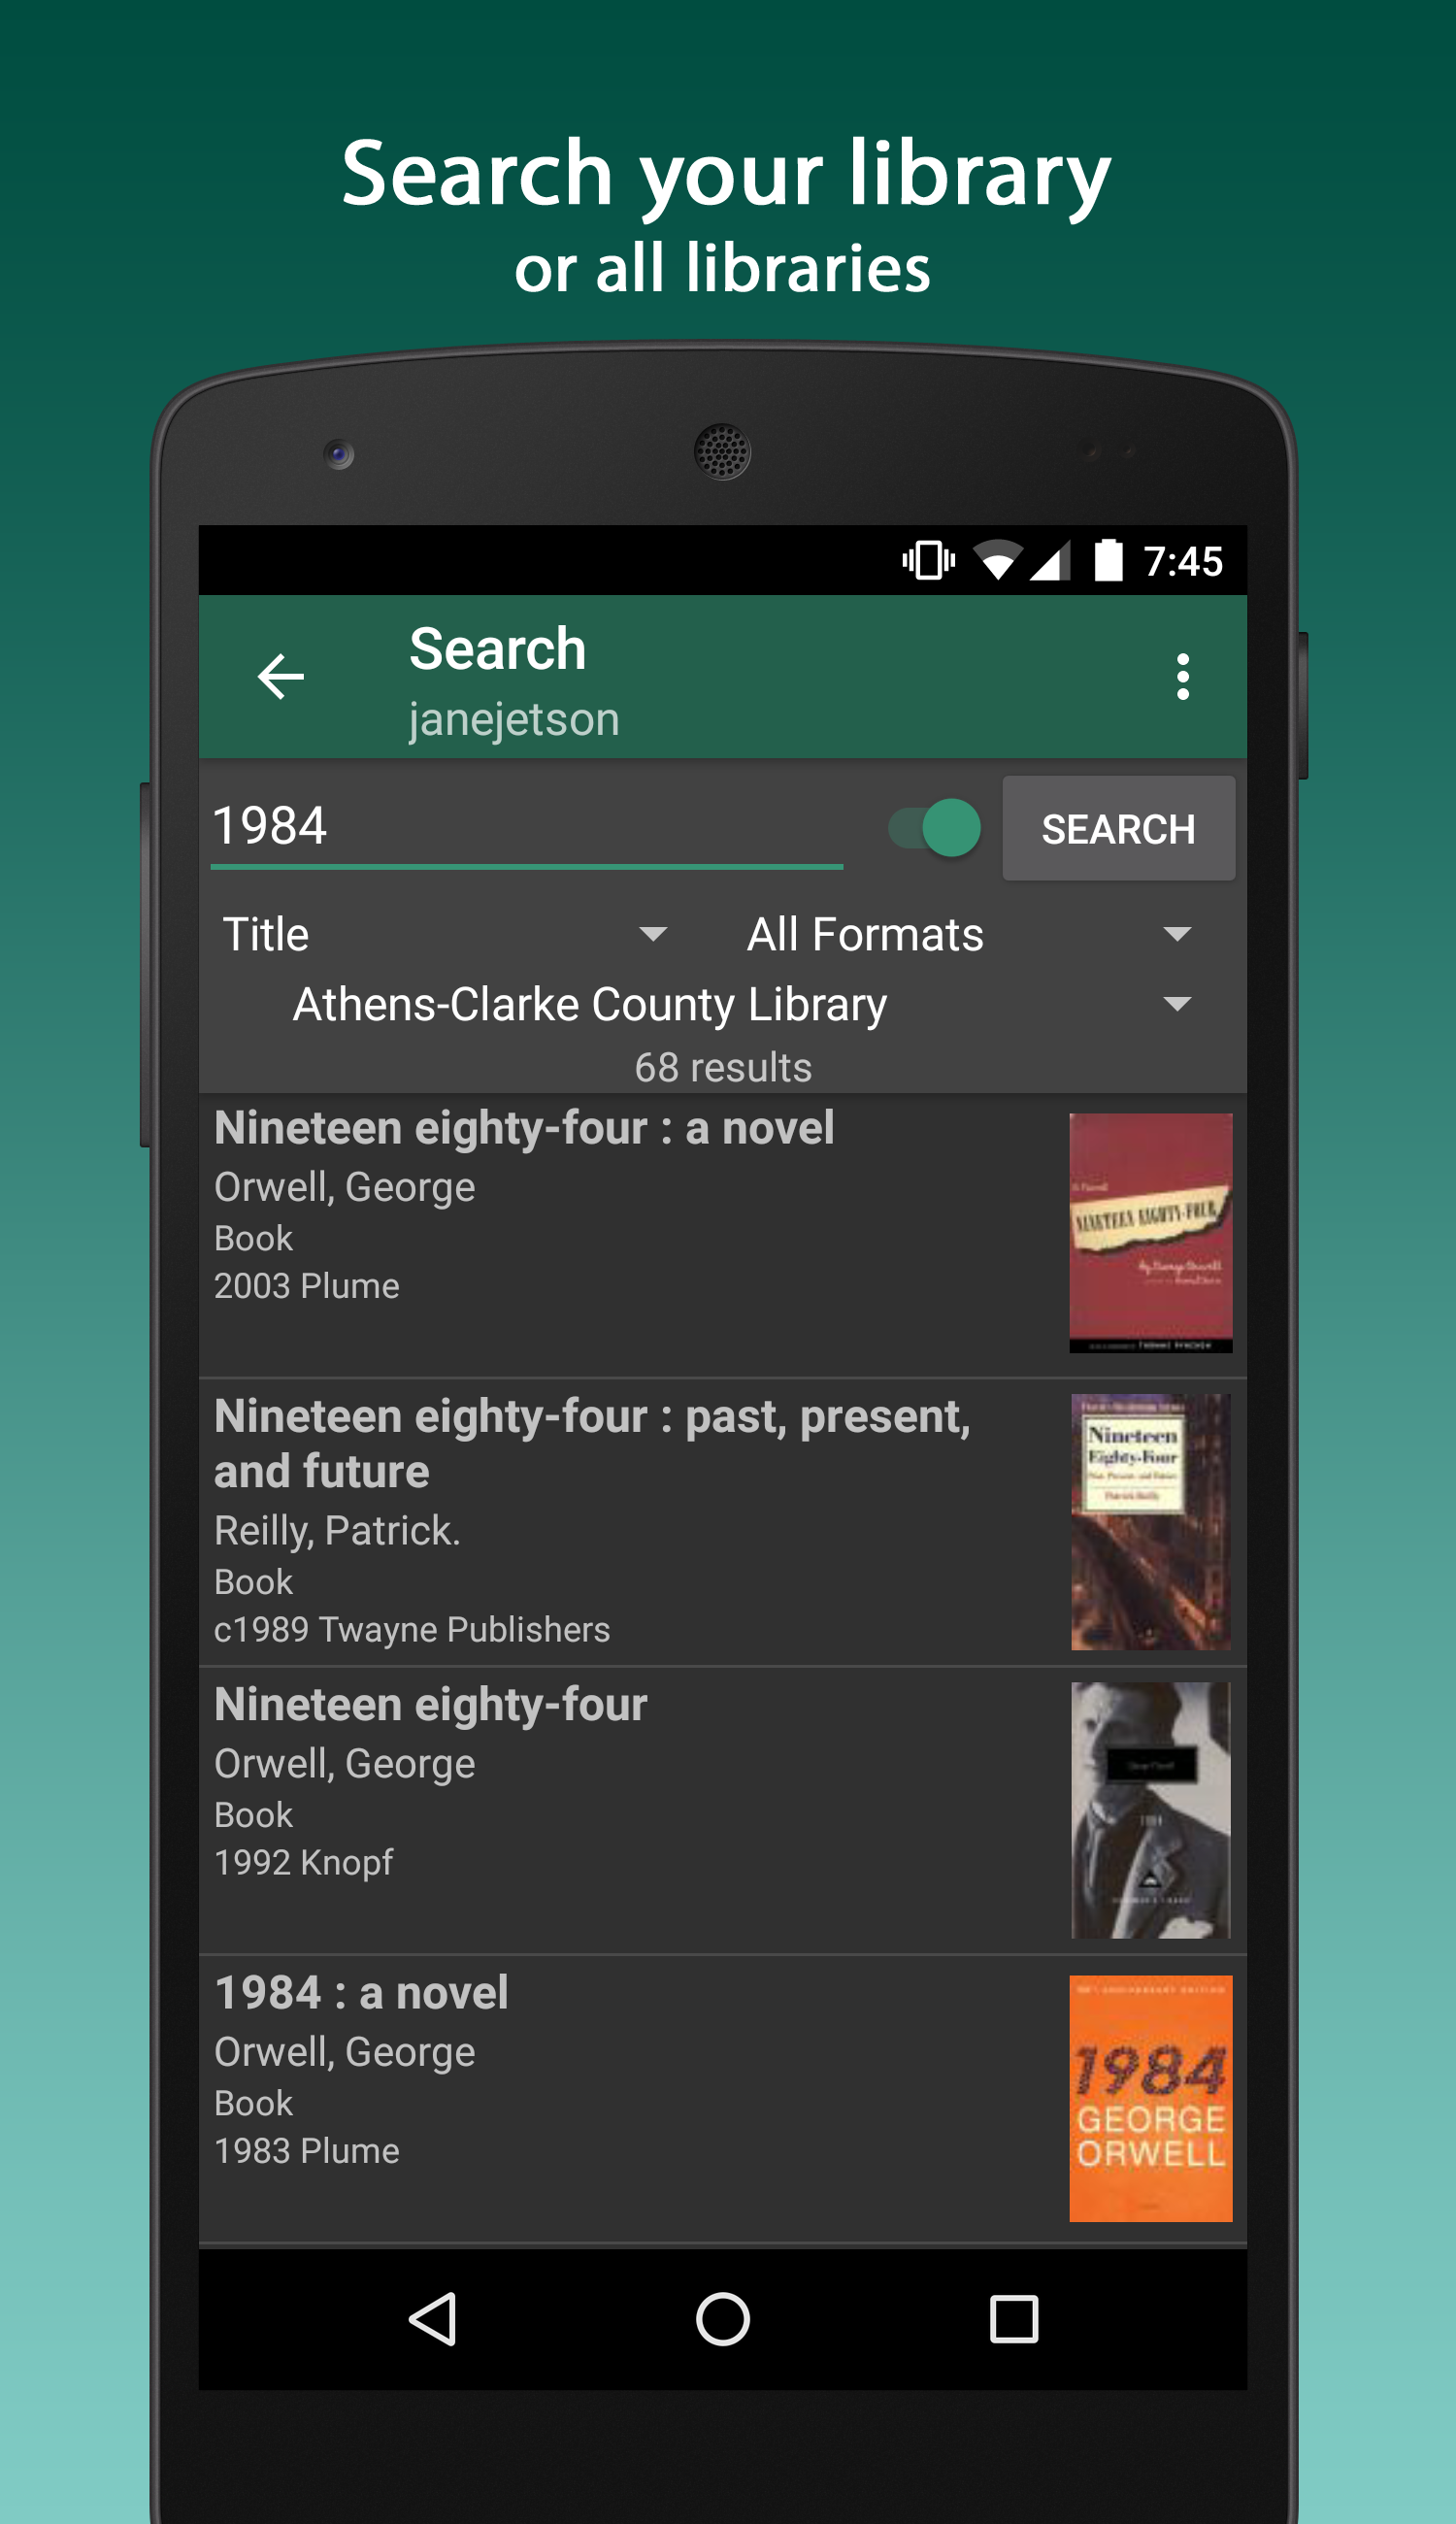 Search your library
or all libraries
7:45
Search
janejetson
1984
SEARCH
Title
All Formats
Athens-Clarke County Library
68 results
Nineteen eighty-four : a novel
Orwell, George
Book
2003 Plume
NINETEEN EIGHTY-FOUR
Nineteen eighty-four : past, present,
and future
Reilly, Patrick.
Book
c1989 Twayne Publishers
Nineteen
Eighty-Four
Nineteen eighty-four
Orwell, George
Book
1992 Knopf
1984 : a novel
Orwell, George
Book
1983 Plume
1984
GEORGE
ORWELL